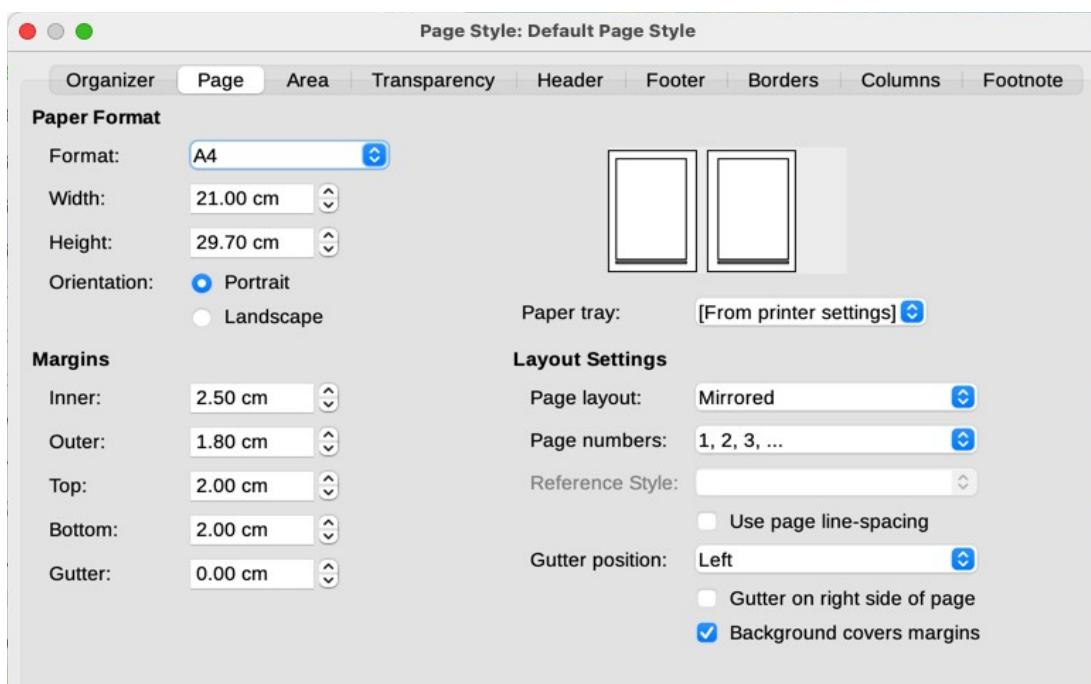 Page Style: Default Page Style
Organizer Page Area Transparency Header Footer Borders Columns Footnote
Paper Format
Format: A4
Width: 21.00 cm
Height: 29.70 cm
Orientation: Portrait
Landscape
Paper tray: [From printer settings]
Margins
Inner: 2.50 cm
Outer: 1.80 cm
Top: 2.00 cm
Bottom: 2.00 cm
Gutter: 0.00 cm
Layout Settings
Page layout: Mirrored
Page numbers: 1, 2, 3, ...
Reference Style:
Use page line-spacing
Gutter position: Left
Gutter on right side of page
Background covers margins